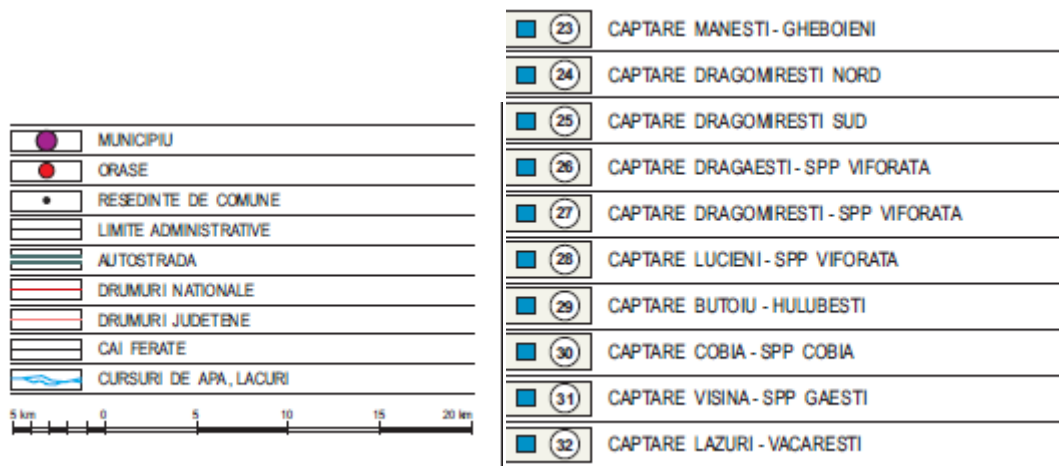 MUNICIPIU
ORASE
RESEDINTE DE COMUNE
LIMITE ADMINISTRATIVE
AUTOSTRADA
DRUMURI NATIONALE
DRUMURI JUDETENE
CAI FERATE
CURSURI DE APA, LACURI
5 km 0 5 10 15 20 km
23 CAPTARE MANESTI - GHEBOIENI
24 CAPTARE DRAGOMIRESTI NORD
25 CAPTARE DRAGOMIRESTI SUD
26 CAPTARE DRAGAESTI - SPP VIFORATA
27 CAPTARE DRAGOMIRESTI - SPP VIFORATA
28 CAPTARE LUCIENI - SPP VIFORATA
29 CAPTARE BUTOIU - HULUBESTI
30 CAPTARE COBIA - SPP COBIA
31 CAPTARE VISINA - SPP GAESTI
32 CAPTARE LAZURI - VACARESTI